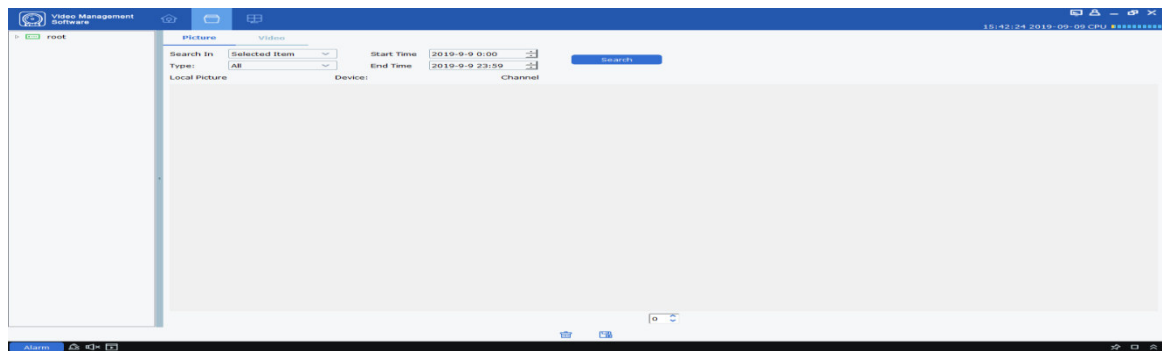 Video Management
Software
15:42:24 2019-09-09 CPU
root
Picture Video
Search In Selected Item Start Time 2019-9-9 0:00 Search
Type: All End Time 2019-9-9 23:59
Local Picture Device: Channel
0
Alarm